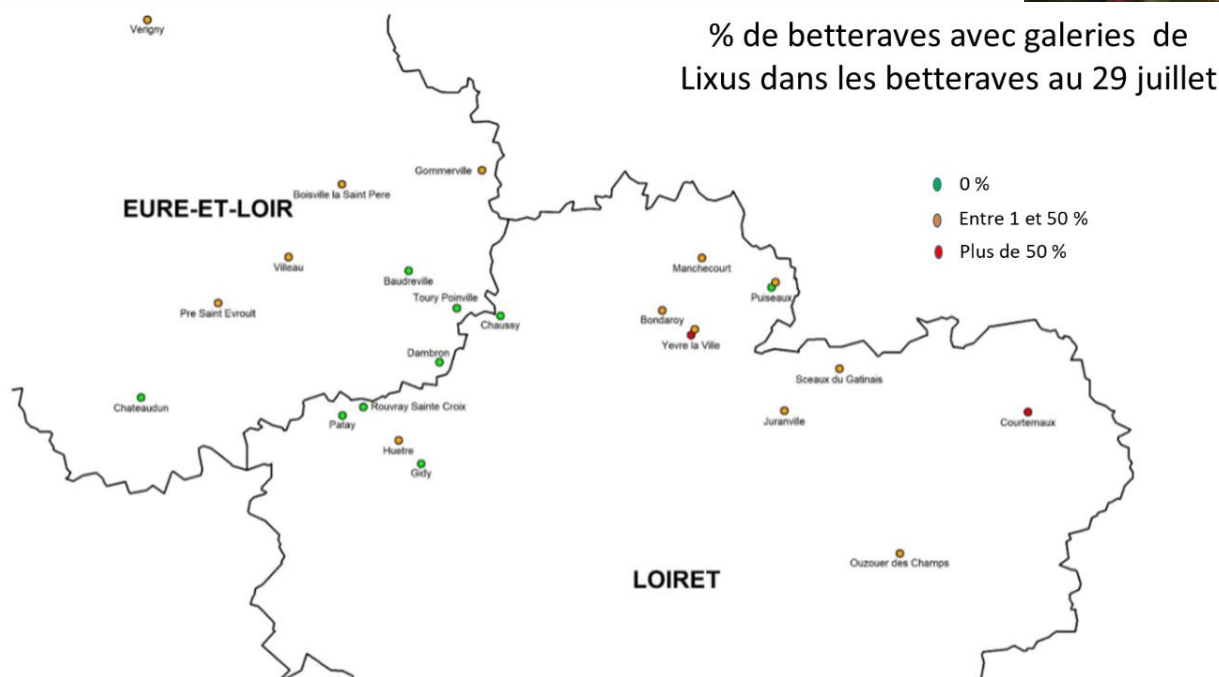 % de betteraves avec galeries de
Lixus dans les betteraves au 29 juillet
0 %
Entre 1 et 50 %
Plus de 50 %
Verigny
Gommerville
Boisville la Saint Pere
EURE-ET-LOIR
Villeau
Baudreville
Manchecourt
Puiseaux
Toury Poinville
Pre Saint Evroult
Chaussy
Bondaroy
Yevre la Ville
Dambron
Sceaux du Gatinais
Chateaudun
Rouvray Sainte Croix
Patay
Juranville
Courtemaux
Huetre
Gidy
Ouzouer des Champs
LOIRET